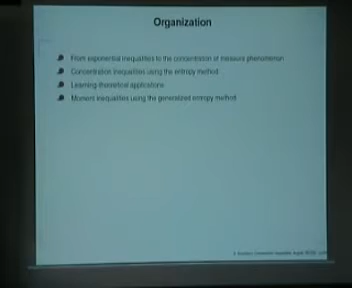 Organization
From exponential inequalities to the concentration of measure phenomenon
Concentration inequalities using the entropy method
Learning theoretical applications
Moment inequalities using the generalized entropy method